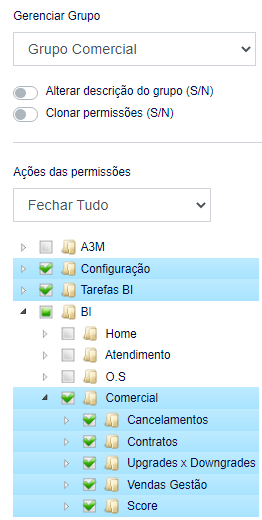 Gerenciar Grupo
Grupo Comercial
Alterar descrição do grupo (S/N)
Clonar permissões (S/N)
Ações das permissões
Fechar Tudo
A3M
Configuração
Tarefas BI
BI
Home
Atendimento
O.S
Comercial
Cancelamentos
Contratos
Upgrades x Downgrades
Vendas Gestão
Score